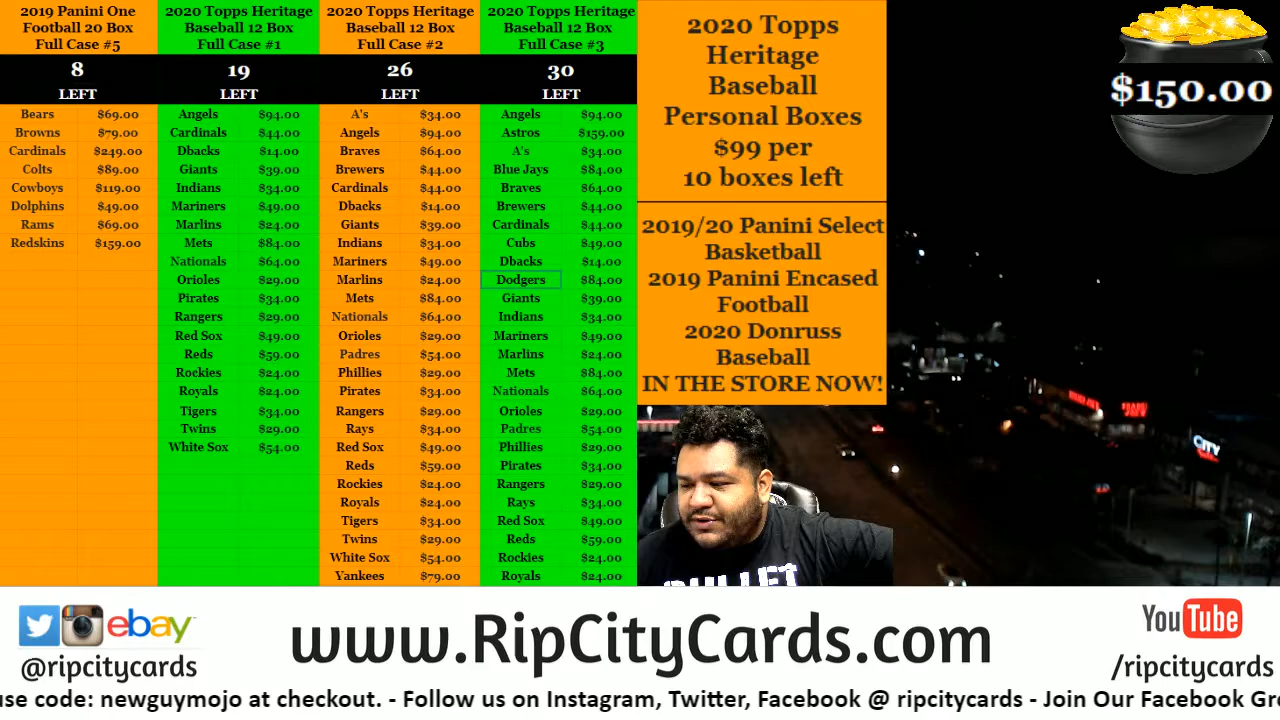 2019 Panini One
Football 20 Box
Full Case #5
8
LEFT
Bears $69.00
Browns $79.00
Cardinals $249.00
Colts $89.00
Cowboys $119.00
Dolphins $49.00
Rams $69.00
Redskins $159.00
2020 Topps Heritage
Baseball 12 Box
Full Case #1
19
LEFT
Angels $94.00
Cardinals $44.00
Dbacks $14.00
Giants $39.00
Indians $34.00
Mariners $49.00
Marlins $24.00
Mets $84.00
Nationals $64.00
Orioles $29.00
Pirates $34.00
Rangers $29.00
Red Sox $49.00
Reds $59.00
Rockies $24.00
Royals $24.00
Tigers $34.00
Twins $29.00
White Sox $54.00
2020 Topps Heritage
Baseball 12 Box
Full Case #2
26
LEFT
A's $34.00
Angels $94.00
Braves $64.00
Brewers $44.00
Cardinals $44.00
Dbacks $14.00
Giants $39.00
Indians $34.00
Mariners $49.00
Marlins $24.00
Mets $84.00
Nationals $64.00
Orioles $29.00
Padres $54.00
Phillies $29.00
Pirates $34.00
Rangers $29.00
Rays $34.00
Red Sox $49.00
Reds $59.00
Rockies $24.00
Royals $24.00
Tigers $34.00
Twins $29.00
White Sox $54.00
Yankees $79.00
2020 Topps Heritage
Baseball 12 Box
Full Case #3
30
LEFT
Angels $94.00
Astros $159.00
A's $34.00
Blue Jays $84.00
Braves $64.00
Brewers $44.00
Cardinals $44.00
Cubs $49.00
Dbacks $14.00
Dodgers $84.00
Giants $39.00
Indians $34.00
Mariners $49.00
Marlins $24.00
Mets $84.00
Nationals $64.00
Orioles $29.00
Padres $54.00
Phillies $29.00
Pirates $34.00
Rangers $29.00
Rays $34.00
Red Sox $49.00
Reds $59.00
Rockies $24.00
Royals $24.00
2020 Topps
Heritage
Baseball
Personal Boxes
$99 per
10 boxes left
2019/20 Panini Select
Basketball
2019 Panini Encased
Football
2020 Donruss
Baseball
IN THE STORE NOW!
$150.00
CITY
BULLET
ebay
@ripcitycards
www.RipCityCards.com
YouTube
/ripcitycards
use code: newguymojo at checkout. - Follow us on Instagram, Twitter, Facebook @ ripcitycards - Join Our Facebook Gr